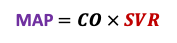 MAP = CO × SVR